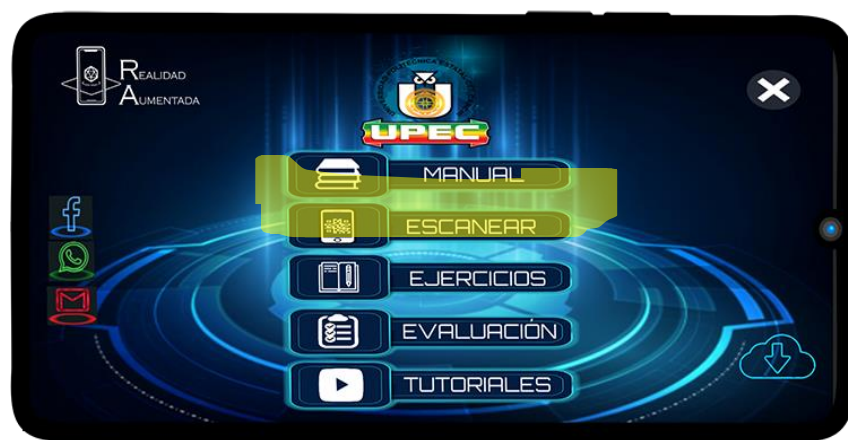 REALIDAD
AUMENTADA
UPEC
MANUAL
ESCANEAR
EJERCICIOS
EVALUACIÓN
TUTORIALES